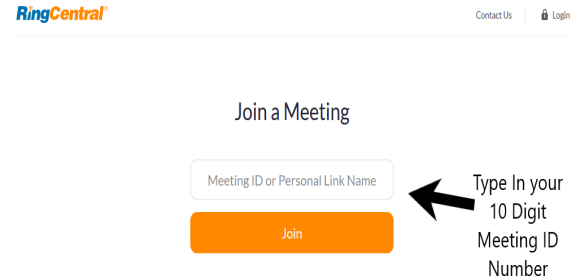 RingCentral®
Contact Us
Login
Join a Meeting
Meeting ID or Personal Link Name
Join
Type In your
10 Digit
Meeting ID
Number